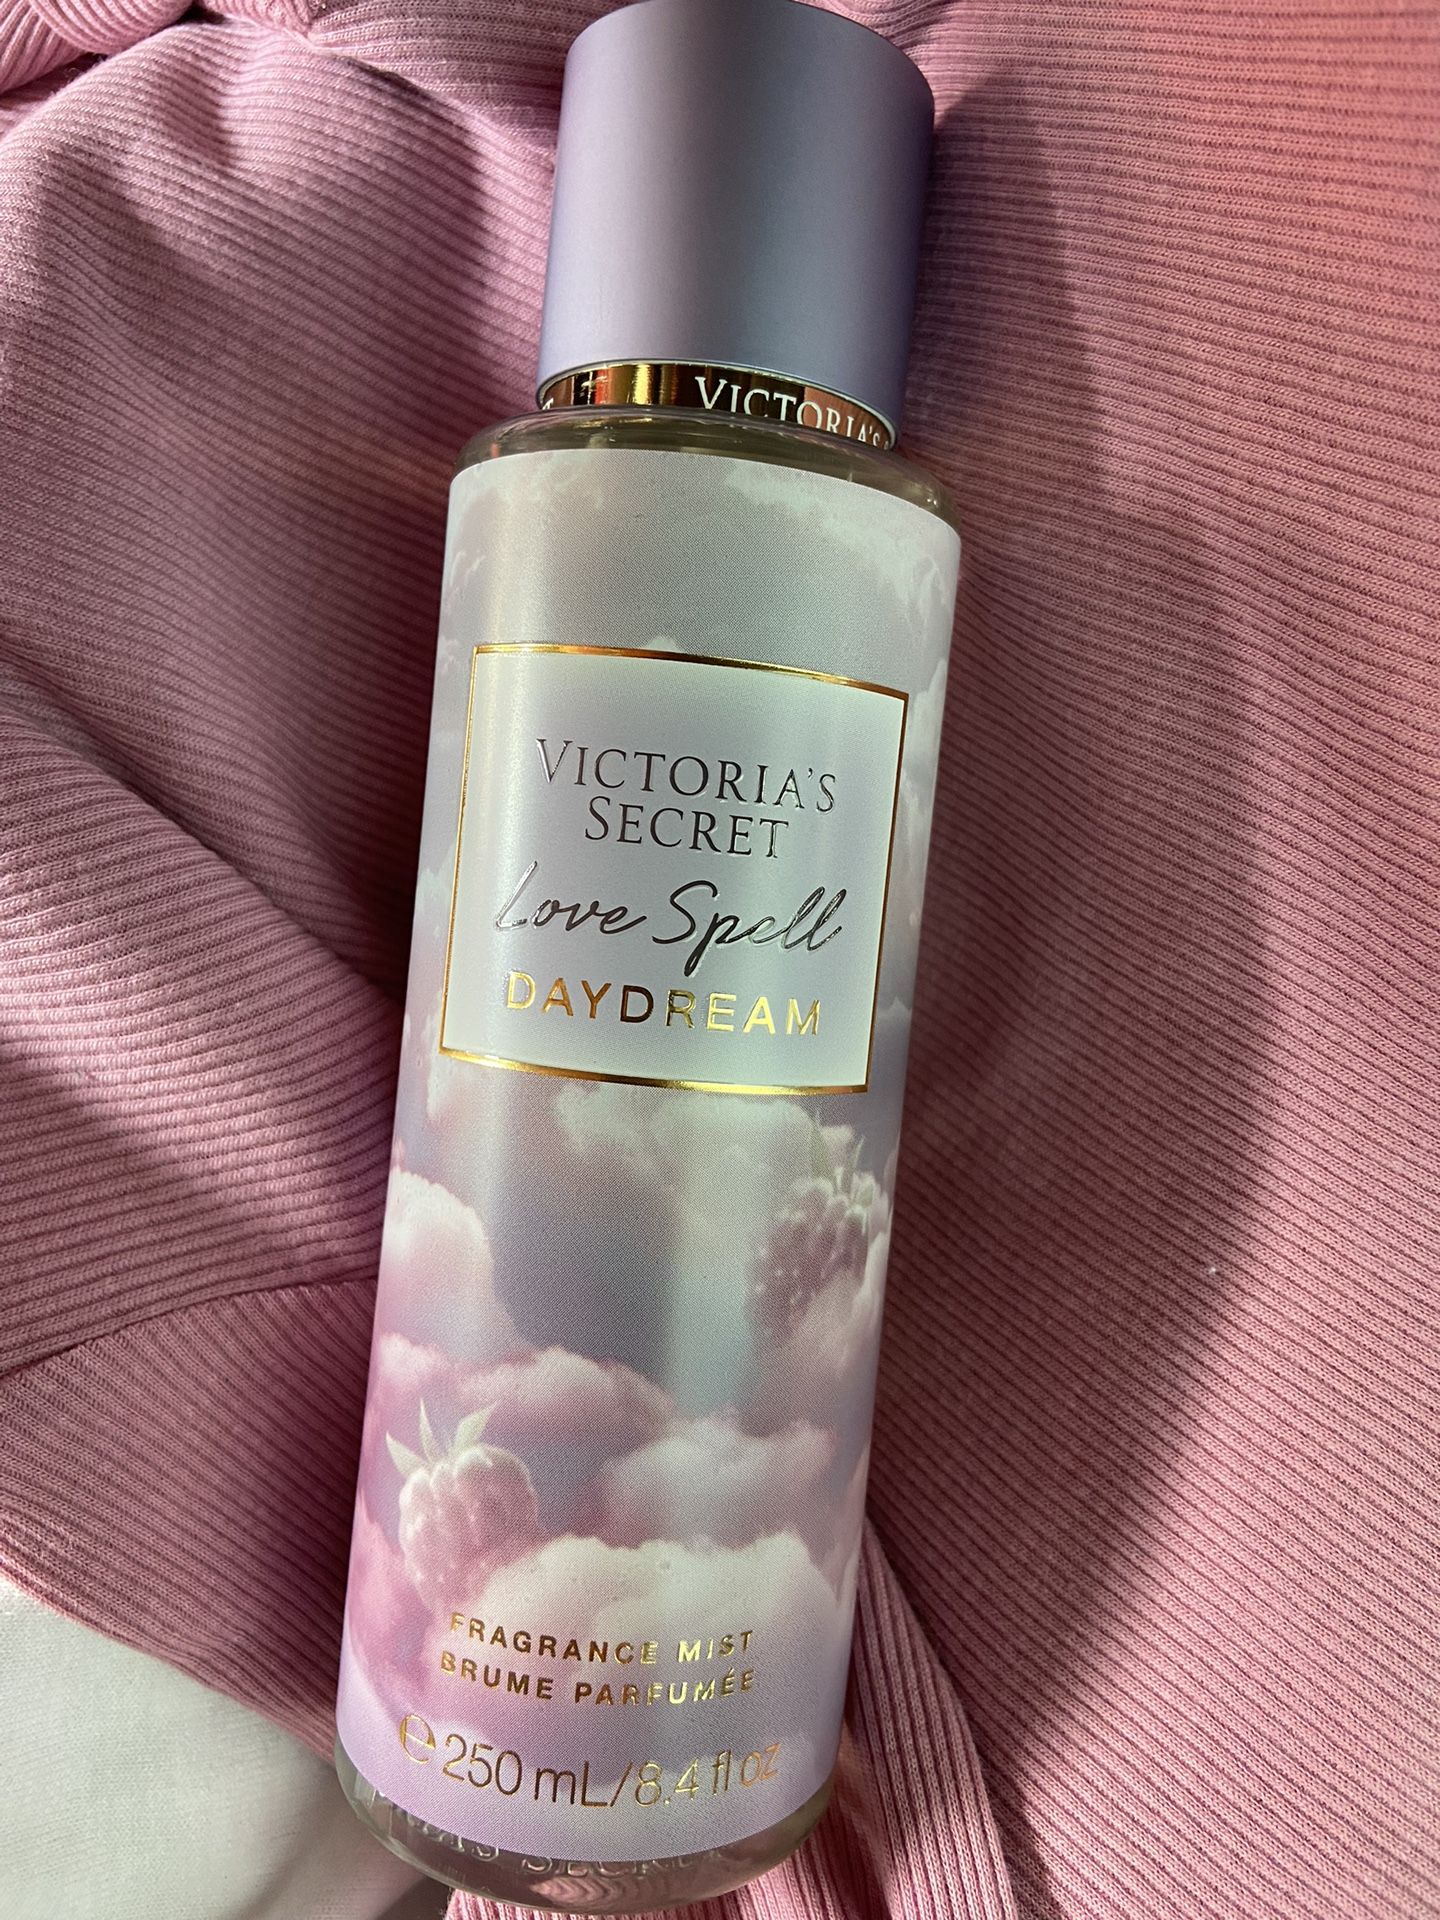 VICTORIA'S
VICTORIA'S
SECRET
Love Spell
DAYDREAM
FRAGRANCE MIST
BRUME PARFUMÉE
℮ 250 mL/8.4 fl oz